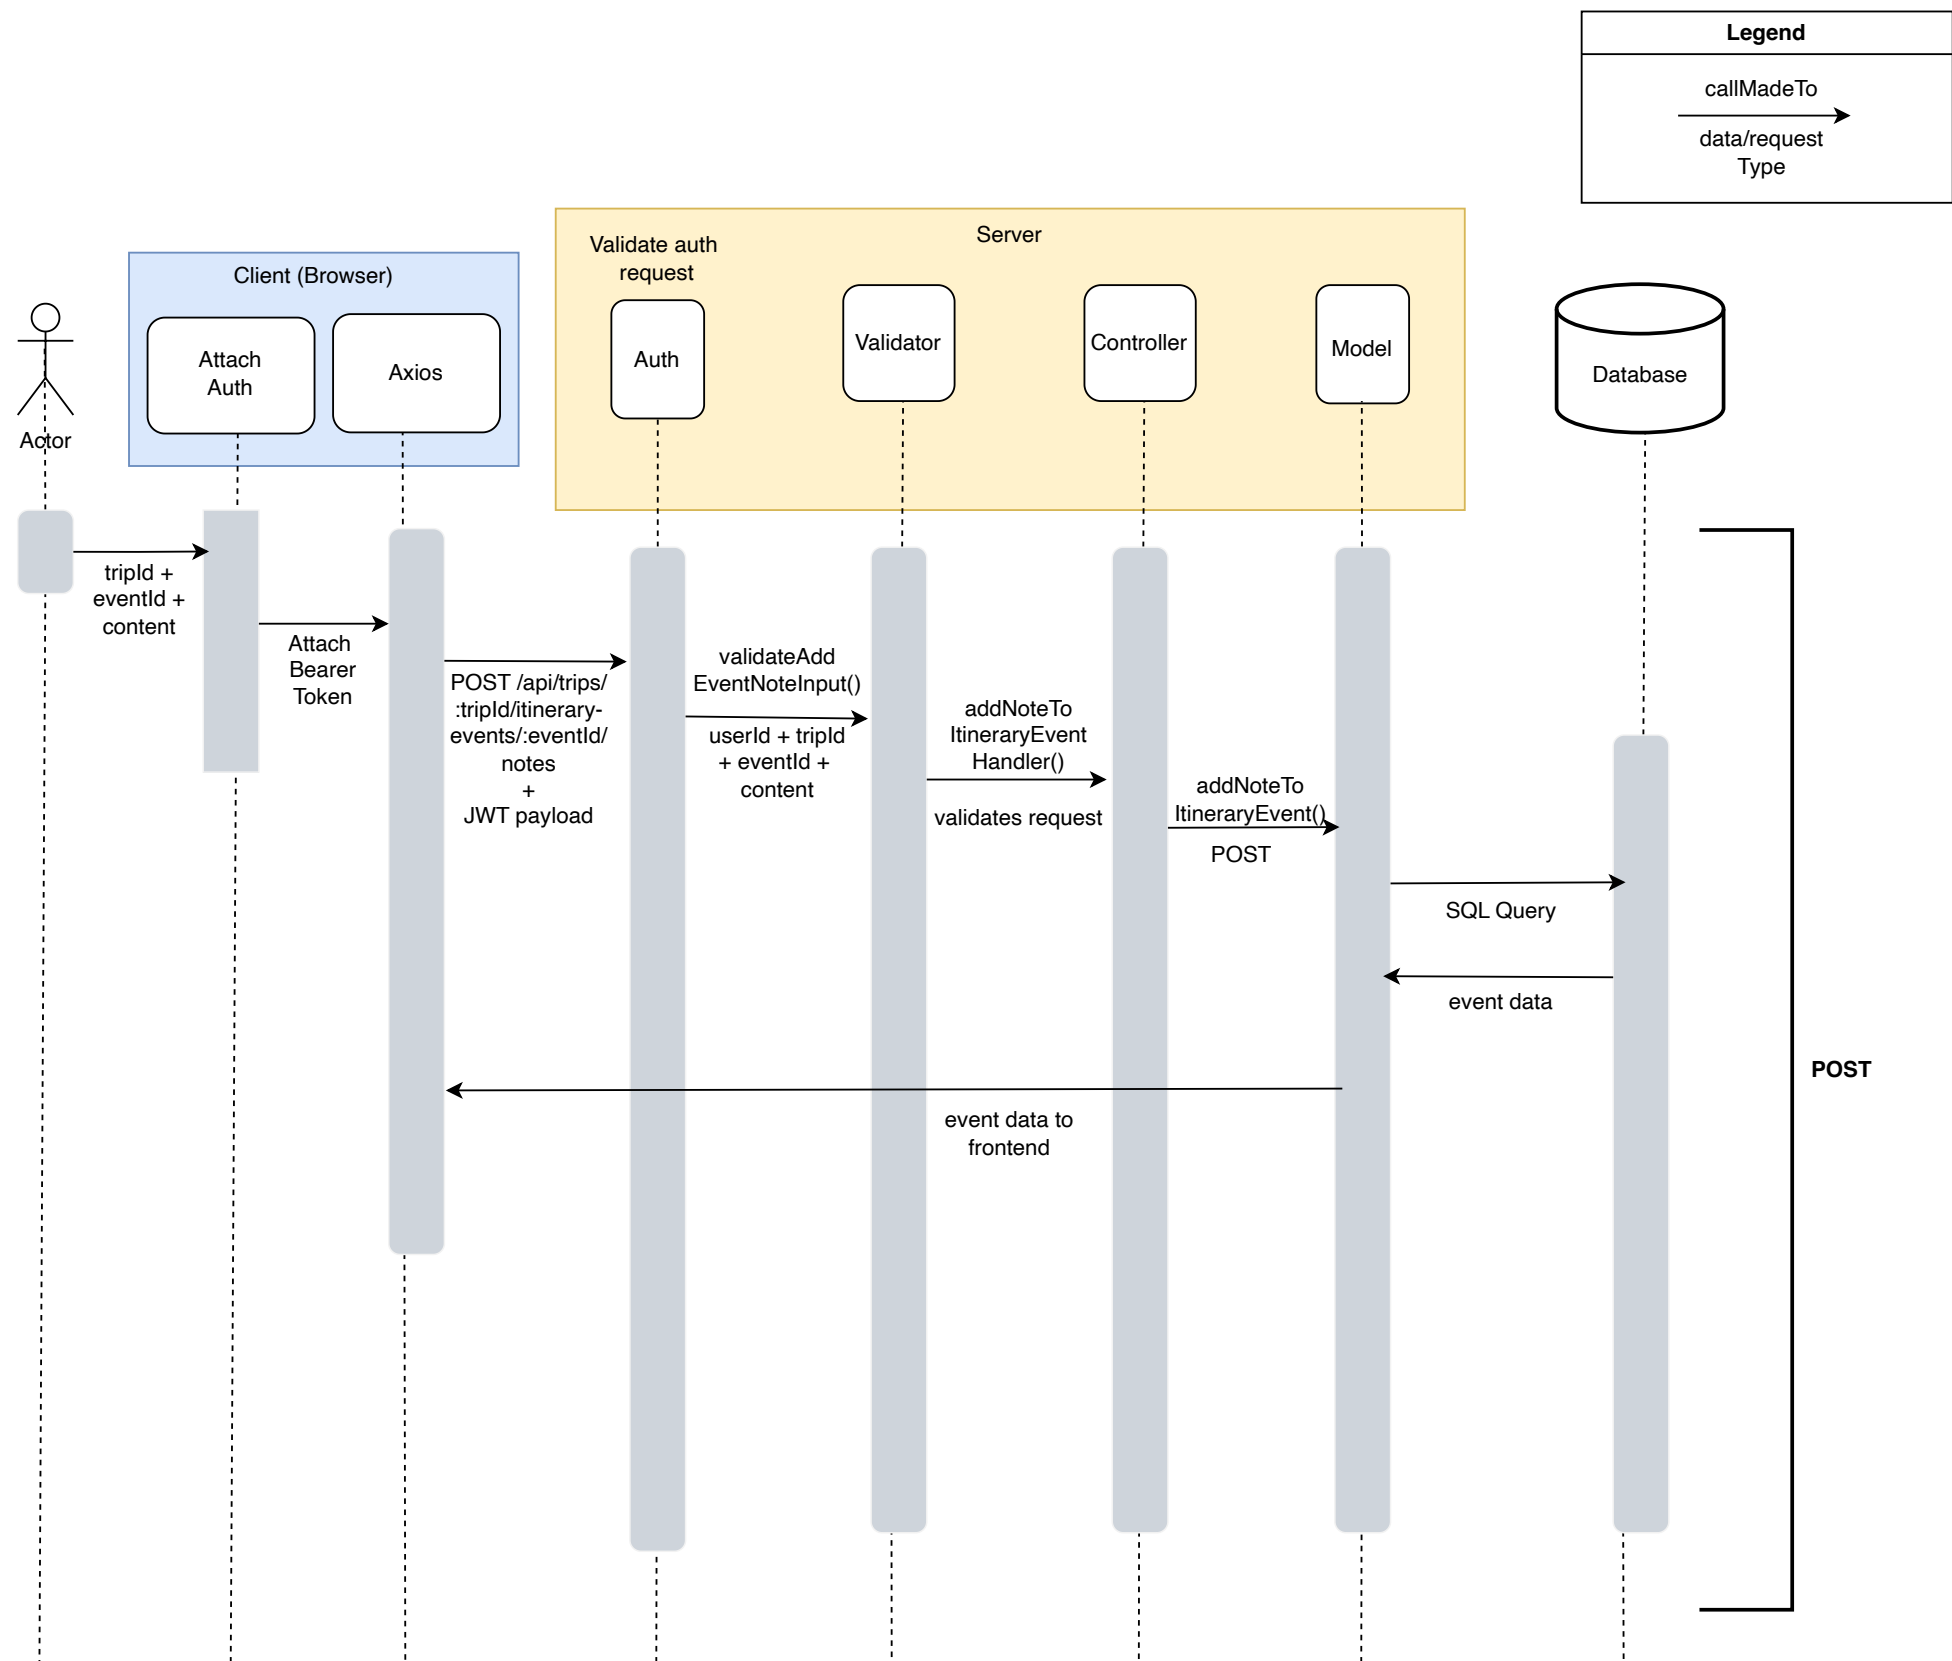 Legend
callMadeTo
data/request
Type
Server
Validate auth
request
Client (Browser)
Attach
Auth
Axios
Auth
Validator
Controller
Model
Database
Actor
tripId +
eventId +
content
Attach
Bearer
Token
POST /api/trips/
:tripId/itinerary-
events/:eventId/
notes
+
JWT payload
validateAdd
EventNoteInput()
userId + tripId
+ eventId +
content
addNoteTo
ItineraryEvent
Handler()
validates request
addNoteTo
ItineraryEvent()
POST
SQL Query
event data
event data to
frontend
POST